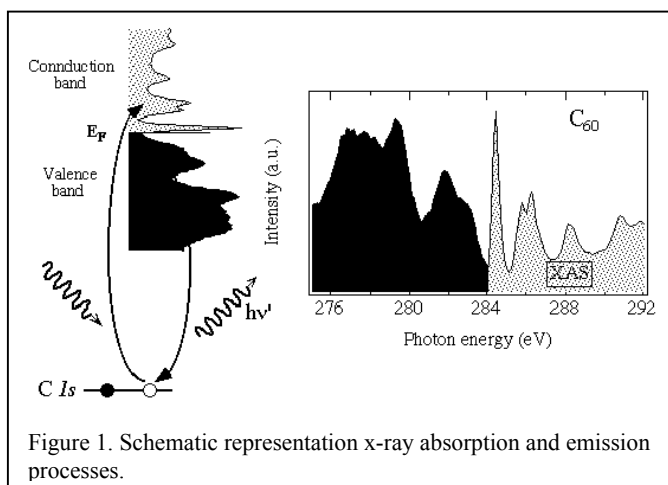 Connduction
band
E_F
Valence
band
hν'
C 1s
Intensity (a.u.)
C₆₀
XAS
276 280 284 288 292
Photon energy (eV)
Figure 1. Schematic representation x-ray absorption and emission
processes.